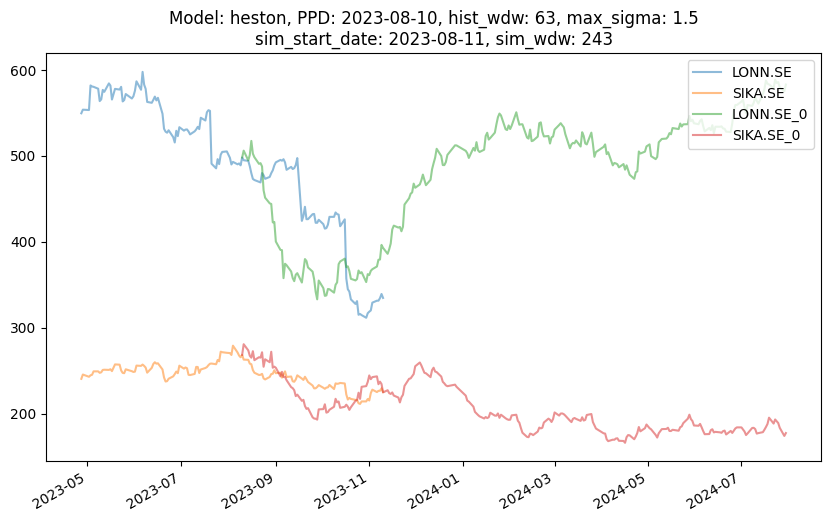 Model: heston, PPD: 2023-08-10, hist_wdw: 63, max_sigma: 1.5
sim_start_date: 2023-08-11, sim_wdw: 243
600
500
400
300
200
LONN.SE
SIKA.SE
LONN.SE_0
SIKA.SE_0
2023-05
2023-07
2023-09
2023-11
2024-01
2024-03
2024-05
2024-07